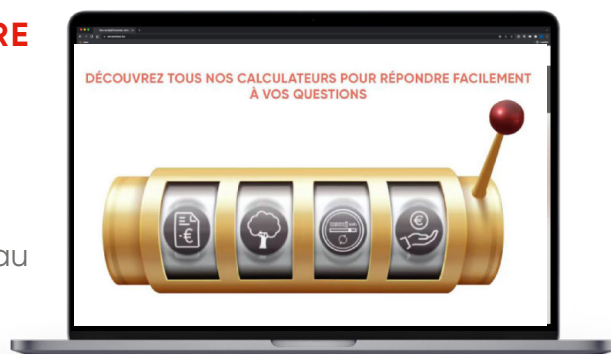 RE
DÉCOUVREZ TOUS NOS CALCULATEURS POUR RÉPONDRE FACILEMENT
À VOS QUESTIONS
au